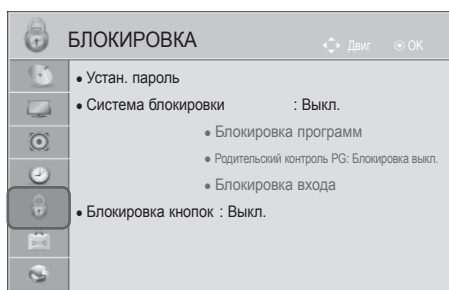 БЛОКИРОВКА Двиг OK
• Устан. пароль
• Система блокировки : Выкл.
• Блокировка программ
• Родительский контроль PG: Блокировка выкл.
• Блокировка входа
• Блокировка кнопок : Выкл.